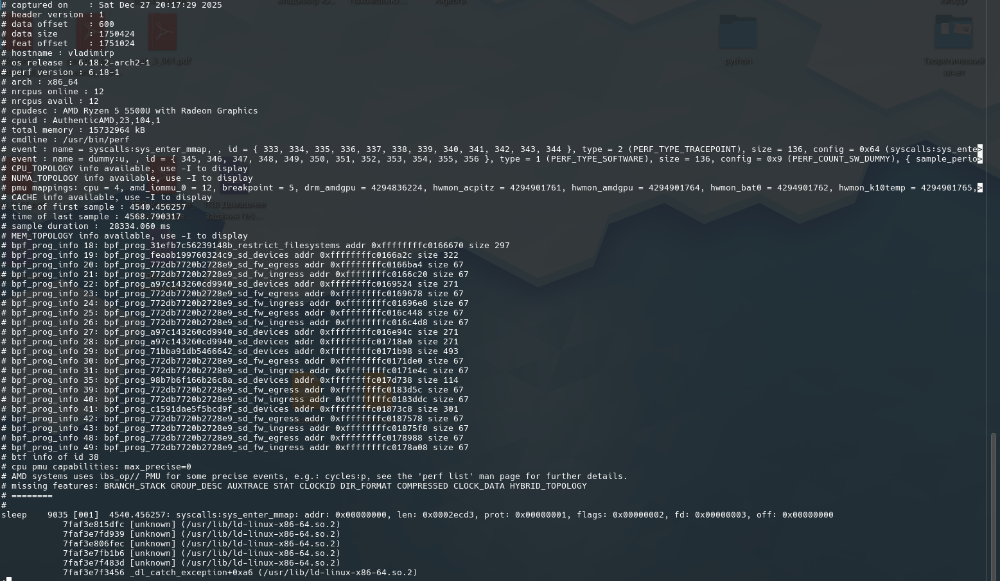 Владимир Ю...
Пахомовьку...
Algebra
# captured on    : Sat Dec 27 20:17:29 2025
# header version : 1
# data offset    : 600
# data size      : 1750424
# feat offset    : 1751024
# hostname : vladimirp
# os release : 6.18.2-arch2-1
# perf version : 6.18-1
# arch : x86_64
# nrcpus online : 12
# nrcpus avail : 12
# cpudesc : AMD Ryzen 5 5500U with Radeon Graphics
# cpuid : AuthenticAMD,23,104,1
# total memory : 15732964 kB
# cmdline : /usr/bin/perf
# event : name = syscalls:sys_enter_mmap, , id = { 333, 334, 335, 336, 337, 338, 339, 340, 341, 342, 343, 344 }, type = 2 (PERF_TYPE_TRACEPOINT), size = 136, config = 0x64 (syscalls:sys_ente>
# event : name = dummy:u, , id = { 345, 346, 347, 348, 349, 350, 351, 352, 353, 354, 355, 356 }, type = 1 (PERF_TYPE_SOFTWARE), size = 136, config = 0x9 (PERF_COUNT_SW_DUMMY), { sample_perio>
# CPU_TOPOLOGY info available, use -I to display
# NUMA_TOPOLOGY info available, use -I to display
# pmu mappings: cpu = 4, amd_iommu_0 = 12, breakpoint = 5, drm_amdgpu = 4294836224, hwmon_acpitz = 4294901761, hwmon_amdgpu = 4294901764, hwmon_bat0 = 4294901762, hwmon_k10temp = 4294901765,>
# CACHE info available, use -I to display
# time of first sample : 4540.456257
# time of last sample : 4568.790317
# sample duration :  28334.060 ms
# MEM_TOPOLOGY info available, use -I to display
# bpf_prog_info 18: bpf_prog_31efb7c56239148b_restrict_filesystems addr 0xffffffffc0166670 size 297
# bpf_prog_info 19: bpf_prog_feaab199760324c9_sd_devices addr 0xffffffffc0166a2c size 322
# bpf_prog_info 20: bpf_prog_772db7720b2728e9_sd_fw_egress addr 0xffffffffc0166ba4 size 67
# bpf_prog_info 21: bpf_prog_772db7720b2728e9_sd_fw_ingress addr 0xffffffffc0166c20 size 67
# bpf_prog_info 22: bpf_prog_a97c143260cd9940_sd_devices addr 0xffffffffc0169524 size 271
# bpf_prog_info 23: bpf_prog_772db7720b2728e9_sd_fw_egress addr 0xffffffffc0169678 size 67
# bpf_prog_info 24: bpf_prog_772db7720b2728e9_sd_fw_ingress addr 0xffffffffc01696e8 size 67
# bpf_prog_info 25: bpf_prog_772db7720b2728e9_sd_fw_egress addr 0xffffffffc016c448 size 67
# bpf_prog_info 26: bpf_prog_772db7720b2728e9_sd_fw_ingress addr 0xffffffffc016c4d8 size 67
# bpf_prog_info 27: bpf_prog_a97c143260cd9940_sd_devices addr 0xffffffffc016e94c size 271
# bpf_prog_info 28: bpf_prog_a97c143260cd9940_sd_devices addr 0xffffffffc01718a0 size 271
# bpf_prog_info 29: bpf_prog_71bba91db5466642_sd_devices addr 0xffffffffc0171b98 size 493
# bpf_prog_info 30: bpf_prog_772db7720b2728e9_sd_fw_egress addr 0xffffffffc0171de0 size 67
# bpf_prog_info 31: bpf_prog_772db7720b2728e9_sd_fw_ingress addr 0xffffffffc0171e4c size 67
# bpf_prog_info 35: bpf_prog_98b7b6f166b26c8a_sd_devices addr 0xffffffffc017d738 size 114
# bpf_prog_info 39: bpf_prog_772db7720b2728e9_sd_fw_egress addr 0xffffffffc0183d5c size 67
# bpf_prog_info 40: bpf_prog_772db7720b2728e9_sd_fw_ingress addr 0xffffffffc0183ddc size 67
# bpf_prog_info 41: bpf_prog_c1591dae5f5bcd9f_sd_devices addr 0xffffffffc01873c8 size 301
# bpf_prog_info 42: bpf_prog_772db7720b2728e9_sd_fw_egress addr 0xffffffffc0187578 size 67
# bpf_prog_info 43: bpf_prog_772db7720b2728e9_sd_fw_ingress addr 0xffffffffc01875f8 size 67
# bpf_prog_info 48: bpf_prog_772db7720b2728e9_sd_fw_egress addr 0xffffffffc0178988 size 67
# bpf_prog_info 49: bpf_prog_772db7720b2728e9_sd_fw_ingress addr 0xffffffffc0178a08 size 67
# btf info of id 38
# cpu pmu capabilities: max_precise=0
# AMD systems uses ibs_op// PMU for some precise events, e.g.: cycles:p, see the 'perf list' man page for further details.
# missing features: BRANCH_STACK GROUP_DESC AUXTRACE STAT CLOCKID DIR_FORMAT COMPRESSED CLOCK_DATA HYBRID_TOPOLOGY
# ========
#
sleep    9035 [001]  4540.456257: syscalls:sys_enter_mmap: addr: 0x00000000, len: 0x0002ecd3, prot: 0x00000001, flags: 0x00000002, fd: 0x00000003, off: 0x00000000
7faf3e815dfc [unknown] (/usr/lib/ld-linux-x86-64.so.2)
7faf3e7fd939 [unknown] (/usr/lib/ld-linux-x86-64.so.2)
7faf3e806fec [unknown] (/usr/lib/ld-linux-x86-64.so.2)
7faf3e7fb1b6 [unknown] (/usr/lib/ld-linux-x86-64.so.2)
7faf3e7f483d [unknown] (/usr/lib/ld-linux-x86-64.so.2)
7faf3e7f3456 _dl_catch_exception+0xa6 (/usr/lib/ld-linux-x86-64.so.2)
python
Теоретический
зачет
ТНВ Домашнее
задание №3...